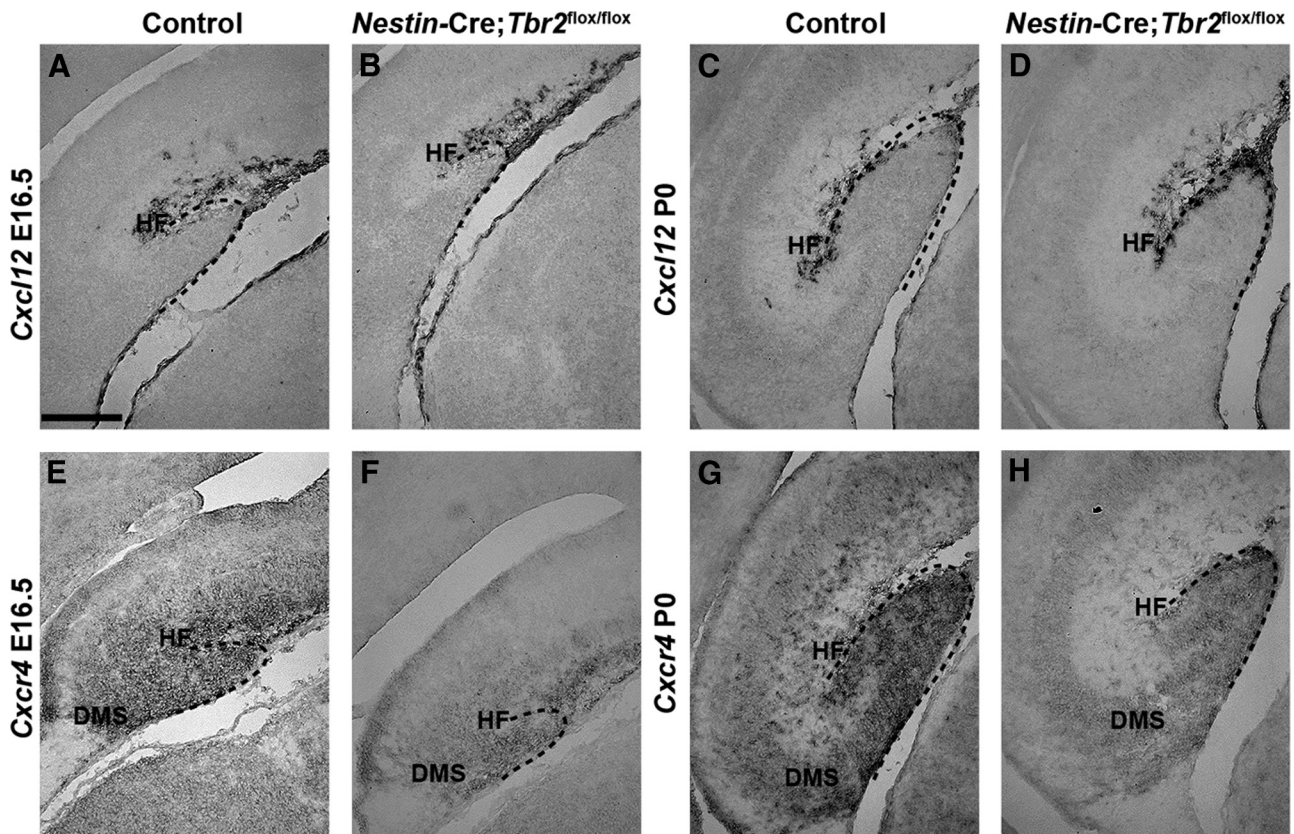 Control
Nestin-Cre;Tbr2flox/flox
Control
Nestin-Cre;Tbr2flox/flox
Cxcl12 E16.5
A
HF
B
HF
Cxcl12 P0
C
HF
D
HF
Cxcr4 E16.5
E
HF
DMS
F
HF
DMS
Cxcr4 P0
G
HF
DMS
H
HF
DMS